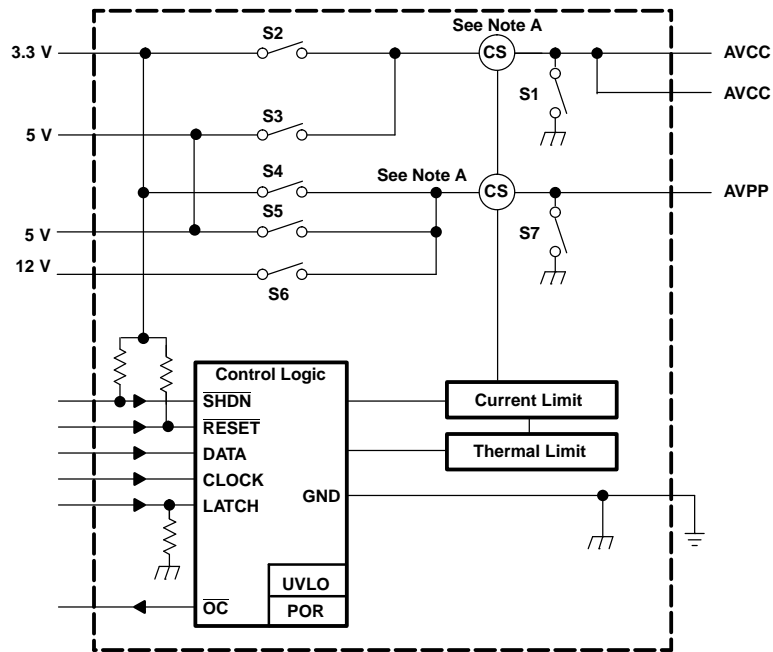 See Note A
3.3 V
S2
CS
AVCC
AVCC
S1
S3
5 V
S4
See Note A
CS
AVPP
S5
5 V
S7
12 V
S6
Control Logic
SHDN
Current Limit
RESET
DATA
Thermal Limit
CLOCK
LATCH
GND
UVLO
OC
POR